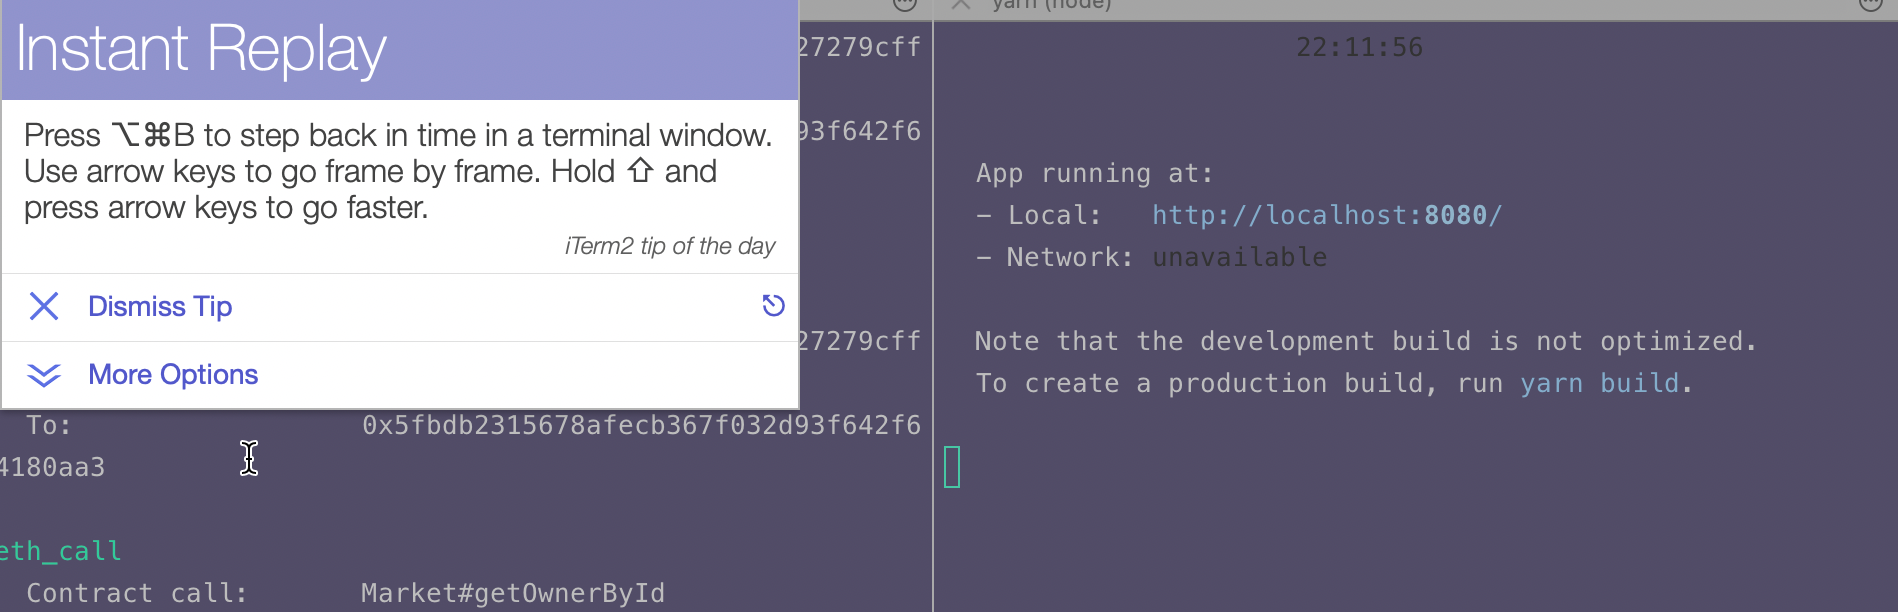 Instant Replay
Press ⌥⌘B to step back in time in a terminal window.
Use arrow keys to go frame by frame. Hold ⇧ and
press arrow keys to go faster.
iTerm2 tip of the day
Dismiss Tip
More Options
27279cff
93f642f6
27279cff
To: 0x5fbdb2315678afecb367f032d93f642f6
4180aa3
eth_call
Contract call: Market#getOwnerById
yarn (node)
22:11:56
App running at:
- Local: http://localhost:8080/
- Network: unavailable
Note that the development build is not optimized.
To create a production build, run yarn build.